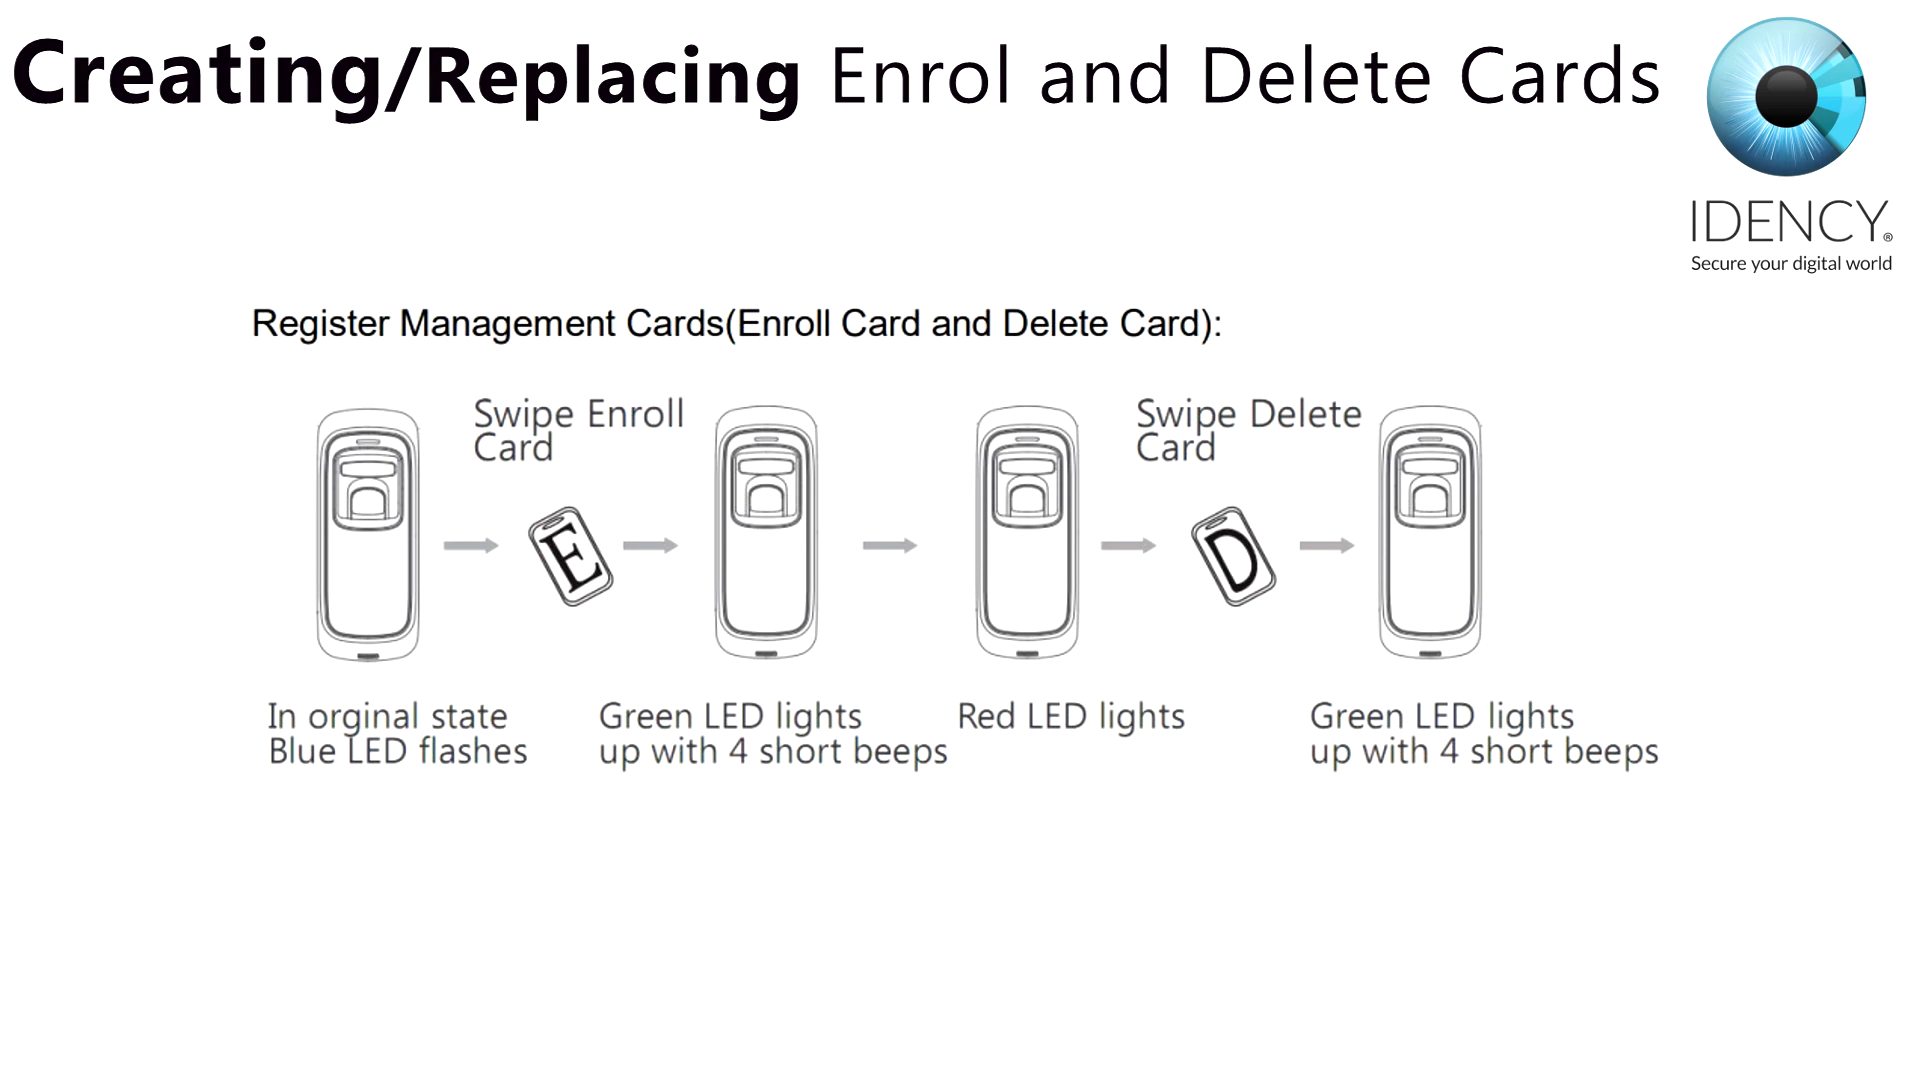 Creating/Replacing Enrol and Delete Cards
IDENCY®
Secure your digital world
Register Management Cards(Enroll Card and Delete Card):
Swipe Enroll
Card
Swipe Delete
Card
E
D
In orginal state
Blue LED flashes
Green LED lights
up with 4 short beeps
Red LED lights
Green LED lights
up with 4 short beeps